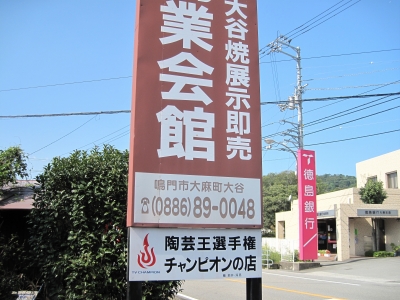 業会館
大谷焼展示即売
鳴門市大麻町大谷
☎(0886)89-0048
陶芸王選手権
チャンピオンの店
TV CHAMPION
徳島銀行